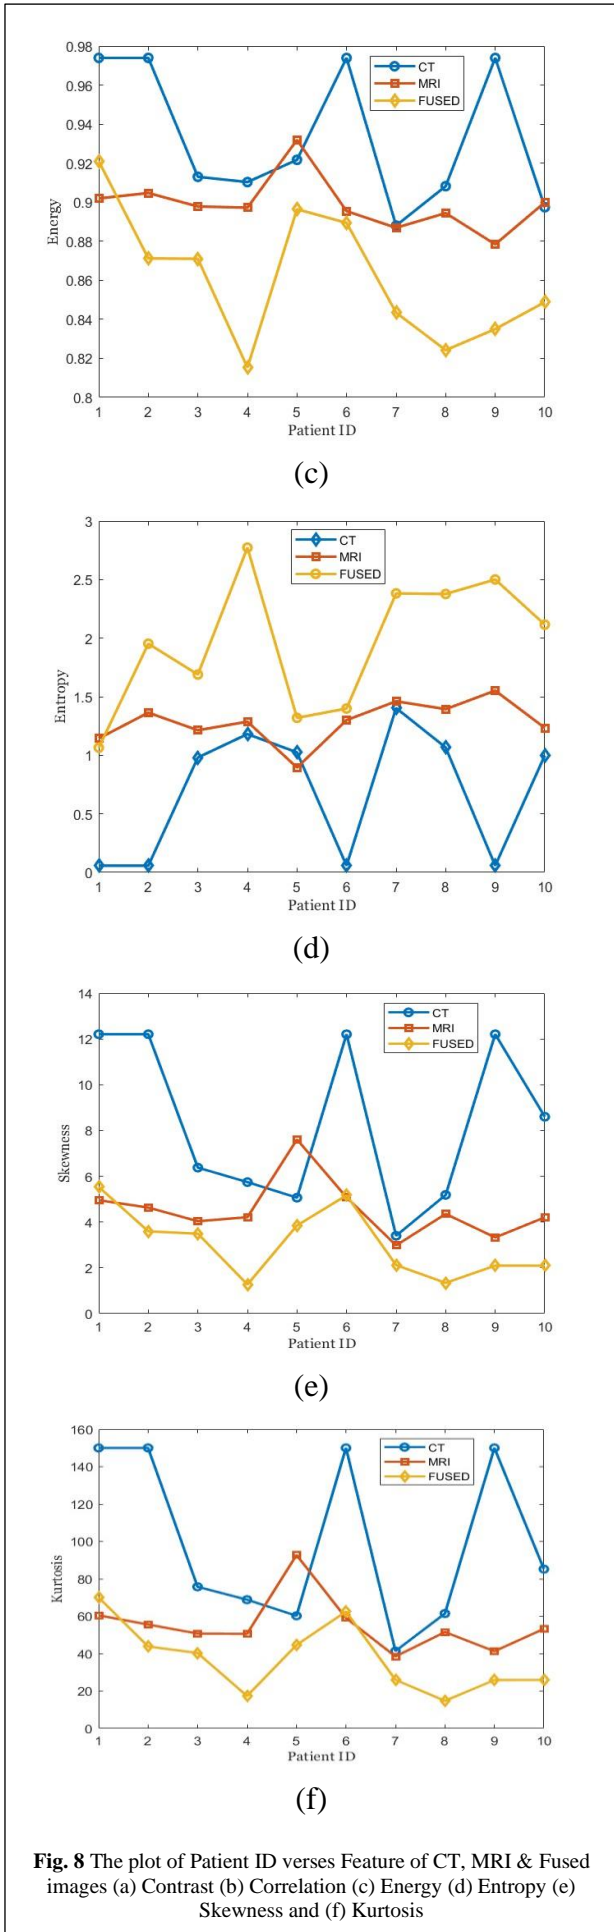 0.98
0.96
0.94
0.92
0.9
0.88
0.86
0.84
0.82
0.8
Energy
CT
MRI
FUSED
1 2 3 4 5 6 7 8 9 10
Patient ID
(c)
3
2.5
2
1.5
1
0.5
0
Entropy
CT
MRI
FUSED
1 2 3 4 5 6 7 8 9 10
Patient ID
(d)
14
12
10
8
6
4
2
0
Skewness
CT
MRI
FUSED
1 2 3 4 5 6 7 8 9 10
Patient ID
(e)
160
140
120
100
80
60
40
20
0
Kurtosis
CT
MRI
FUSED
1 2 3 4 5 6 7 8 9 10
Patient ID
(f)
Fig. 8 The plot of Patient ID verses Feature of CT, MRI & Fused
images (a) Contrast (b) Correlation (c) Energy (d) Entropy (e)
Skewness and (f) Kurtosis